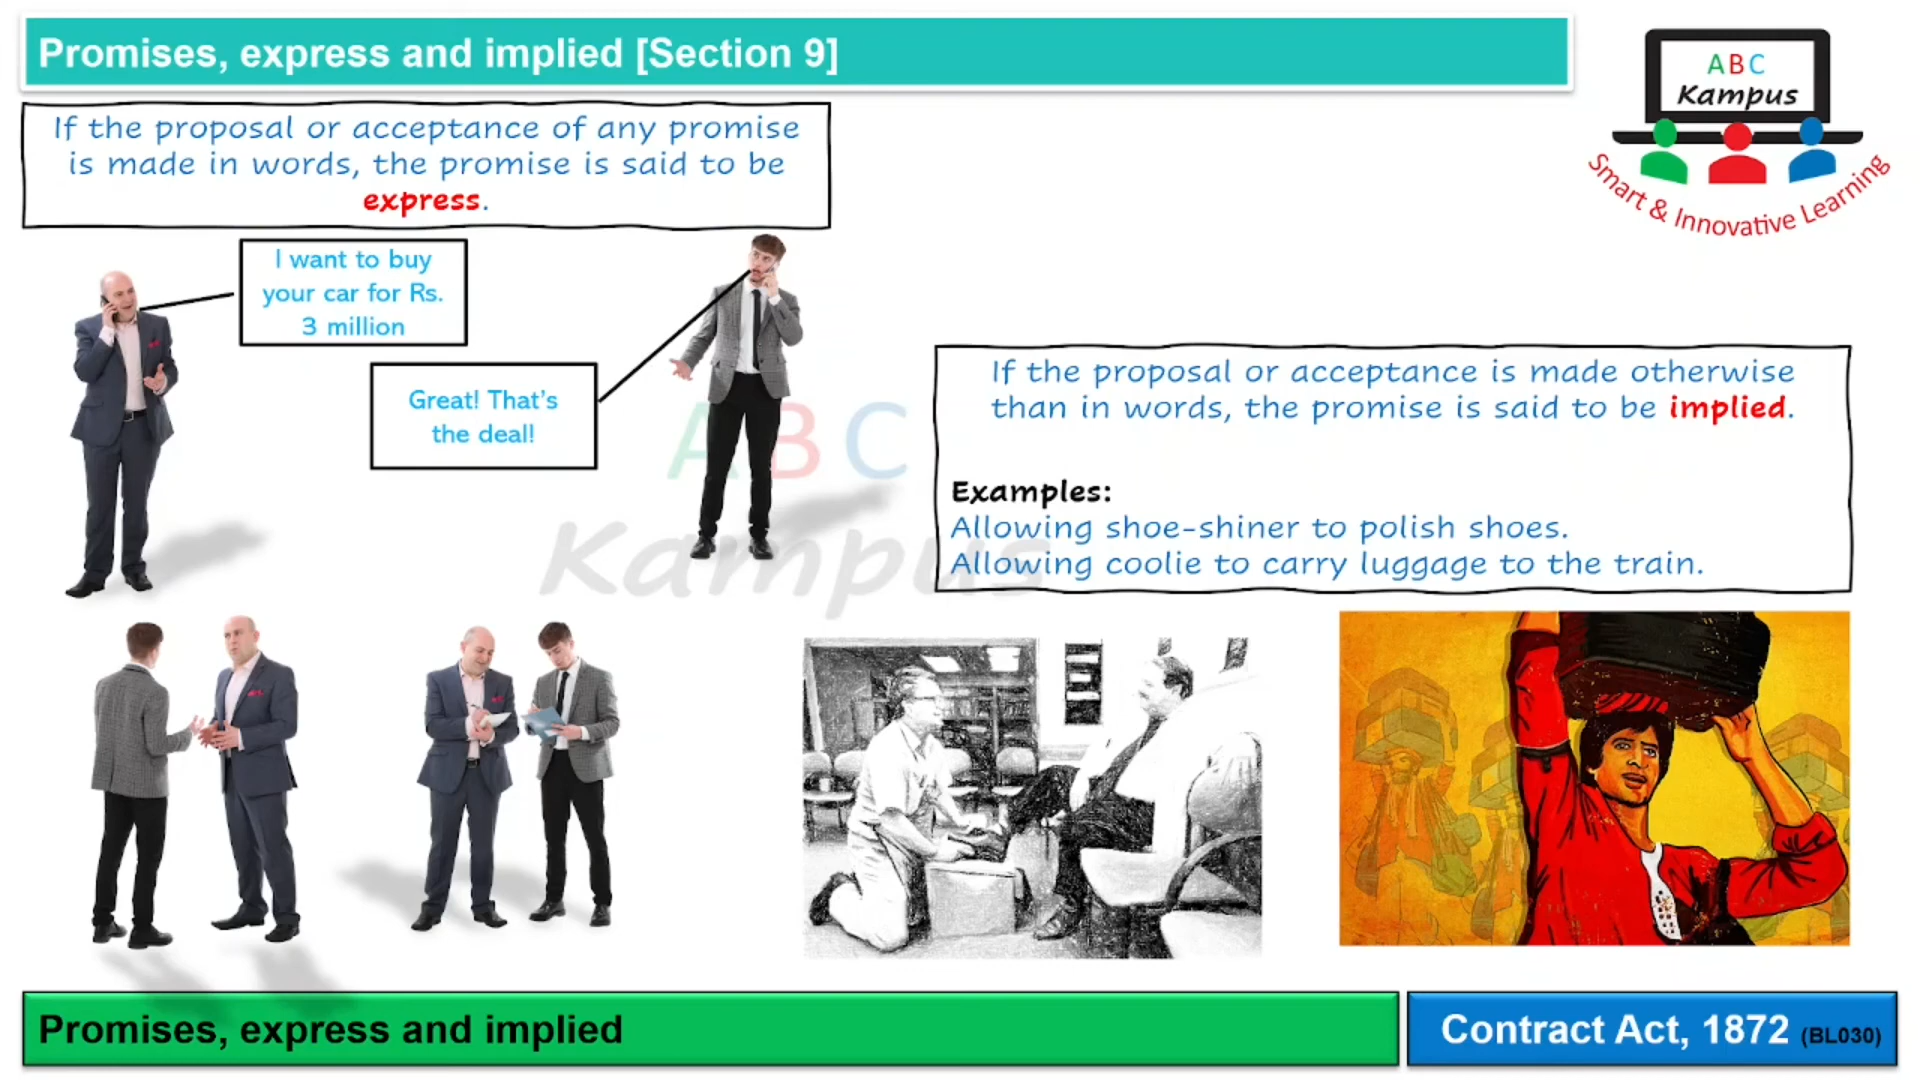 Promises, express and implied [Section 9]
ABC
Kampus
Smart & Innovative Learning
If the proposal or acceptance of any promise
is made in words, the promise is said to be
express.
I want to buy
your car for Rs.
3 million
Great! That's
the deal!
If the proposal or acceptance is made otherwise
than in words, the promise is said to be implied.
Examples:
Allowing shoe-shiner to polish shoes.
Allowing coolie to carry luggage to the train.
ABC
Kampus
Promises, express and implied
Contract Act, 1872 (BL030)